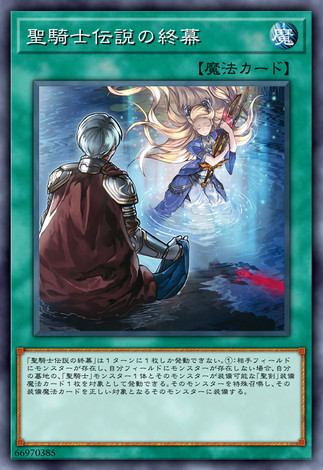 聖騎士伝説の終幕
魔
【魔法カード】
「聖騎士伝説の終幕」は１ターンに１枚しか発動できない。①：相手フィールド
にモンスターが存在し、自分フィールドにモンスターが存在しない場合、自分
の墓地の、「聖騎士」モンスター１体とそのモンスターが装備可能な「聖剣」装備
魔法カード１枚を対象として発動できる。そのモンスターを特殊召喚し、その
装備魔法カードを正しい対象となるそのモンスターに装備する。
66970385